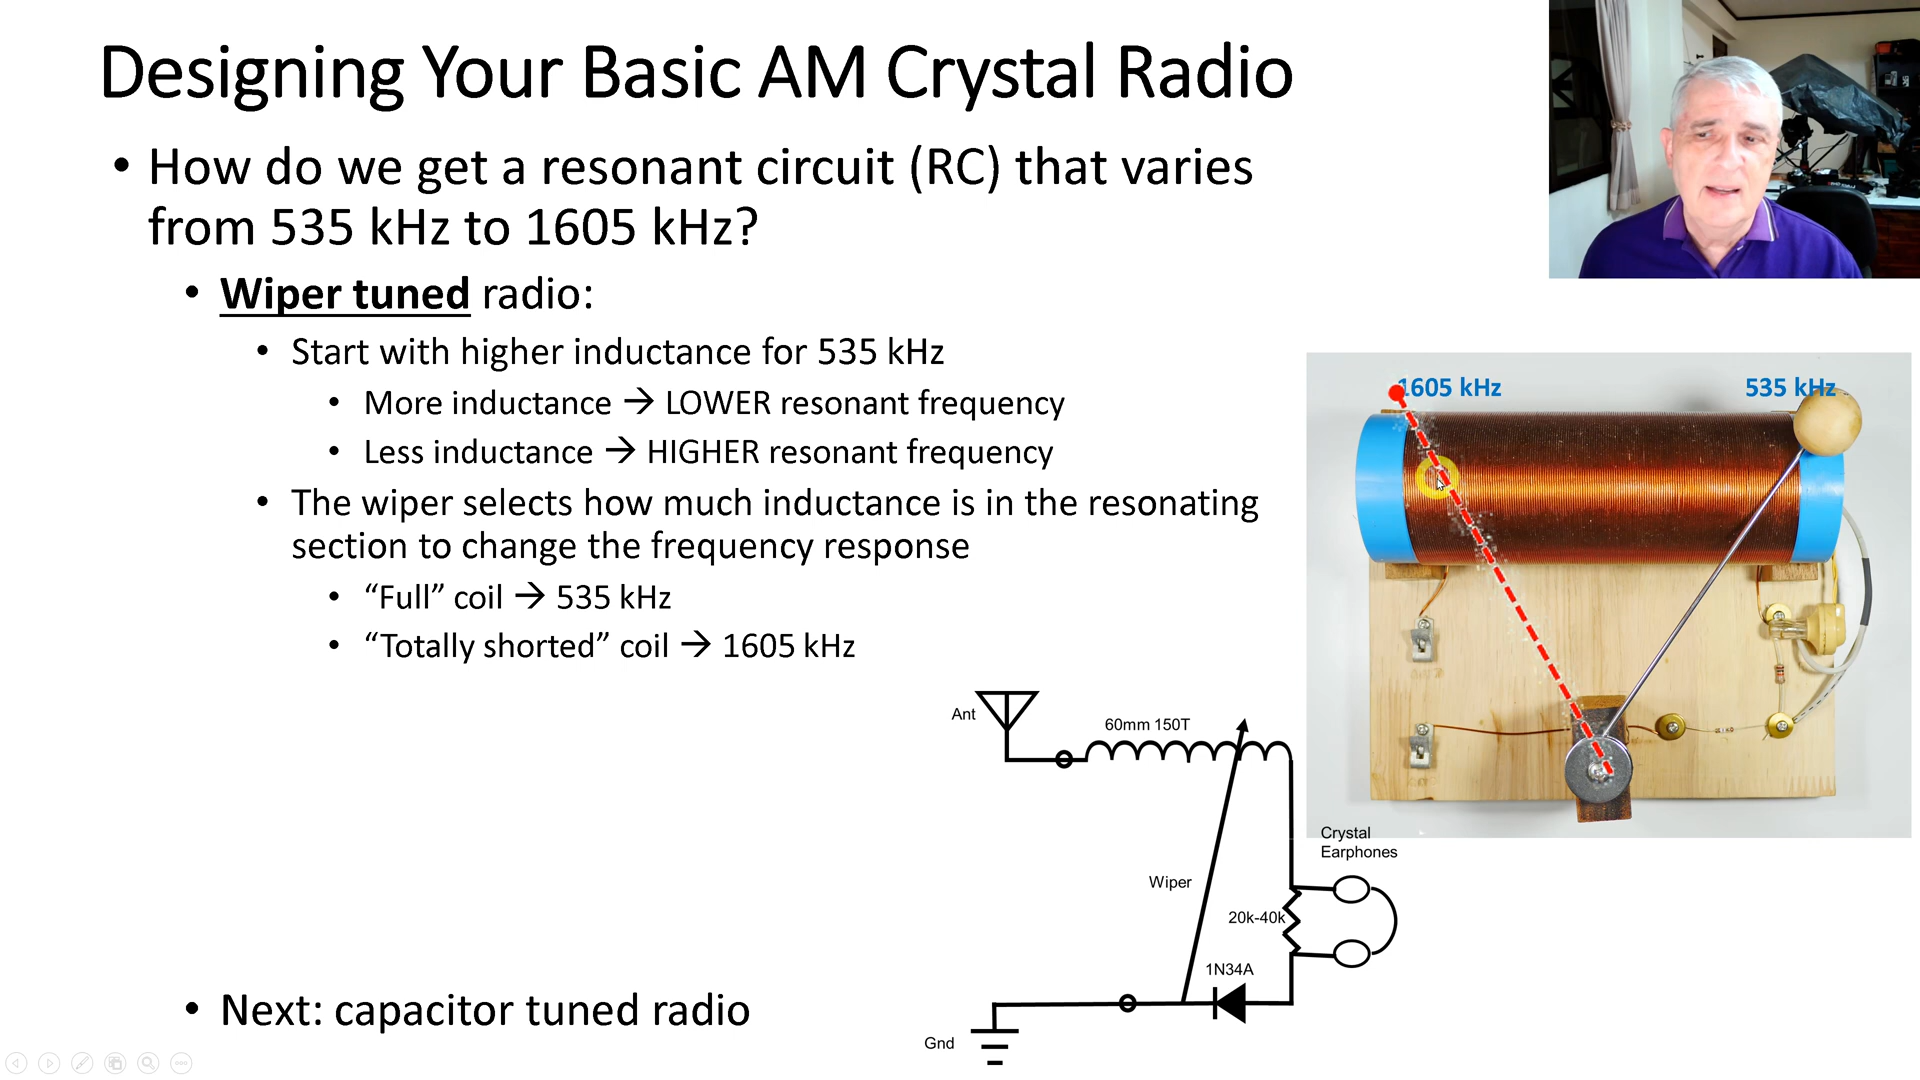 Designing Your Basic AM Crystal Radio
• How do we get a resonant circuit (RC) that varies
from 535 kHz to 1605 kHz?
• Wiper tuned radio:
• Start with higher inductance for 535 kHz
• More inductance → LOWER resonant frequency
• Less inductance → HIGHER resonant frequency
• The wiper selects how much inductance is in the resonating
section to change the frequency response
• “Full” coil → 535 kHz
• “Totally shorted” coil → 1605 kHz
• Next: capacitor tuned radio
1605 kHz
535 kHz
Ant
60mm 150T
Wiper
Crystal
Earphones
20k-40k
1N34A
Gnd